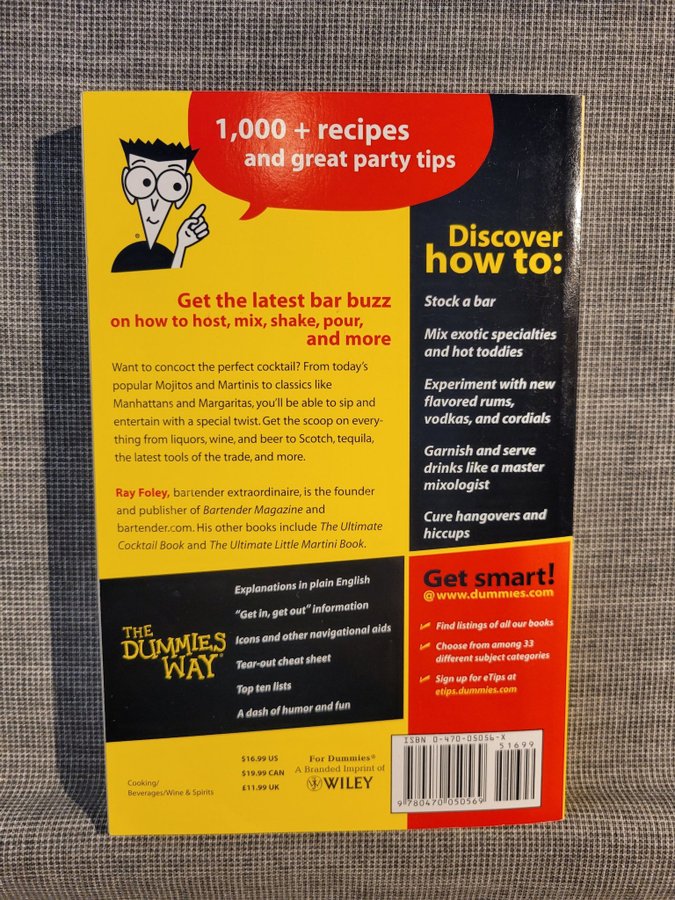 1,000 + recipes
and great party tips
Discover
how to:
Stock a bar
Mix exotic specialties
and hot toddies
Experiment with new
flavored rums,
vodkas, and cordials
Garnish and serve
drinks like a master
mixologist
Cure hangovers and
hiccups
Get the latest bar buzz
on how to host, mix, shake, pour,
and more
Want to concoct the perfect cocktail? From today's
popular Mojitos and Martinis to classics like
Manhattans and Margaritas, you'll be able to sip and
entertain with a special twist. Get the scoop on every-
thing from liquors, wine, and beer to Scotch, tequila,
the latest tools of the trade, and more.
Ray Foley, bartender extraordinaire, is the founder
and publisher of Bartender Magazine and
bartender.com. His other books include The Ultimate
Cocktail Book and The Ultimate Little Martini Book.
THE
DUMMIES
WAY®
Explanations in plain English
"Get in, get out" information
Icons and other navigational aids
Tear-out cheat sheet
Top ten lists
A dash of humor and fun
Get smart!
@www.dummies.com
Find listings of all our books
Choose from among 33
different subject categories
Sign up for eTips at
etips.dummies.com
Cooking/
Beverages/Wine & Spirits
$16.99 US
$19.99 CAN
£11.99 UK
For Dummies®
A Branded Imprint of
WILEY
ISBN 0-470-05056-X
51699
9 780470 050569